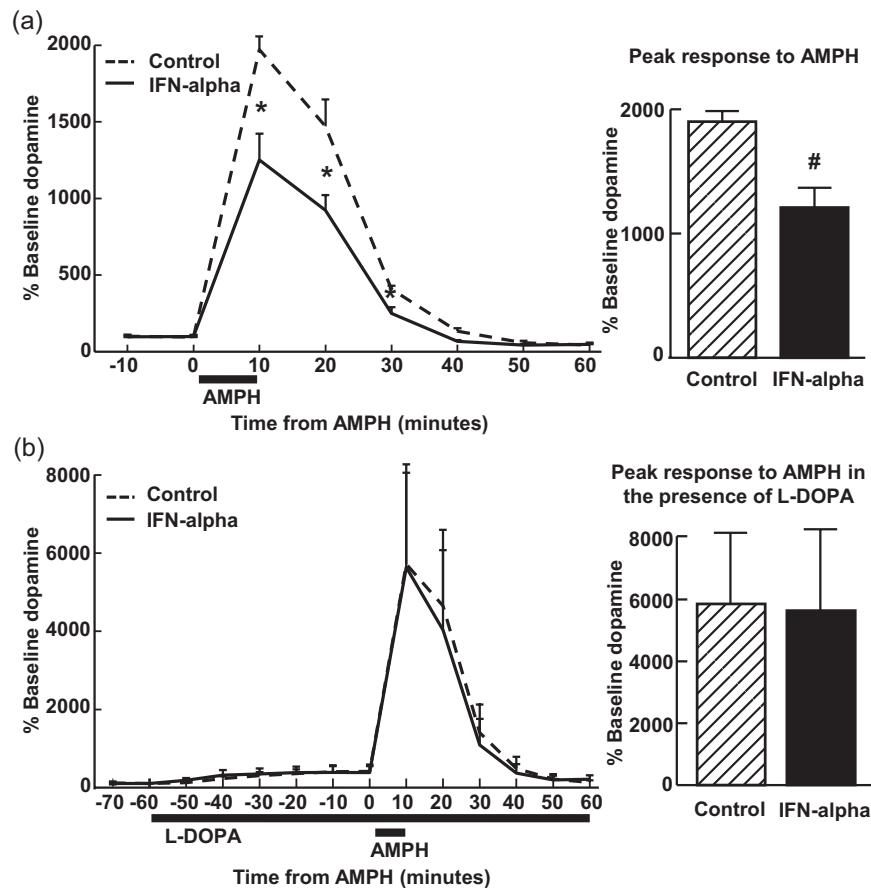 (a)
2000
1500
1000
500
0
% Baseline dopamine
Control
IFN-alpha
*
*
*
-10 0 10 20 30 40 50 60
AMPH
Time from AMPH (minutes)
Peak response to AMPH
2000
1000
0
% Baseline dopamine
#
Control IFN-alpha
(b)
8000
6000
4000
2000
0
% Baseline dopamine
Control
IFN-alpha
-70 -60 -50 -40 -30 -20 -10 0 10 20 30 40 50 60
L-DOPA
AMPH
Time from AMPH (minutes)
Peak response to AMPH in
the presence of L-DOPA
8000
6000
4000
2000
0
% Baseline dopamine
Control IFN-alpha